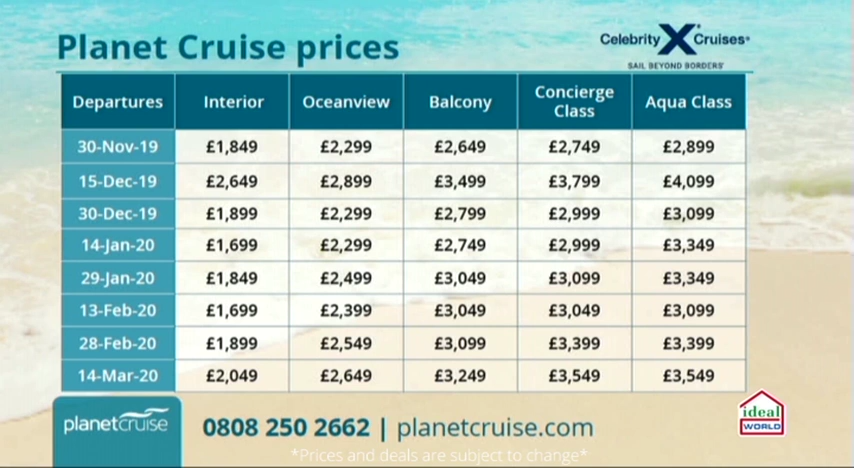 Planet Cruise prices
Celebrity X Cruises®
SAIL BEYOND BORDERS®
Departures Interior Oceanview Balcony Concierge Class Aqua Class
30-Nov-19 £1,849 £2,299 £2,649 £2,749 £2,899
15-Dec-19 £2,649 £2,899 £3,499 £3,799 £4,099
30-Dec-19 £1,899 £2,299 £2,799 £2,999 £3,099
14-Jan-20 £1,699 £2,299 £2,749 £2,999 £3,349
29-Jan-20 £1,849 £2,499 £3,049 £3,099 £3,349
13-Feb-20 £1,699 £2,399 £3,049 £3,049 £3,099
28-Feb-20 £1,899 £2,549 £3,099 £3,399 £3,399
14-Mar-20 £2,049 £2,649 £3,249 £3,549 £3,549
planetcruise
0808 250 2662 | planetcruise.com
ideal
WORLD
*Prices and deals are subject to change*